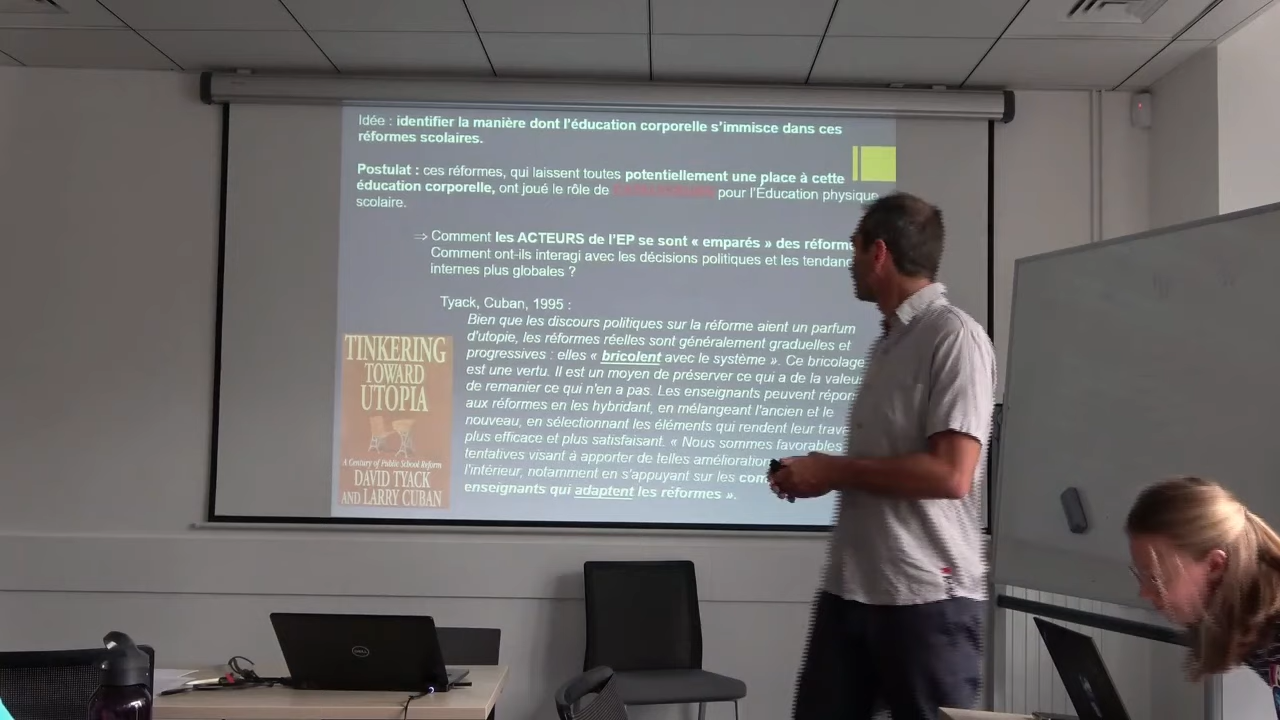 Idée : identifier la manière dont l'éducation corporelle s'immisce dans ces
réformes scolaires.
Postulat : ces réformes, qui laissent toutes potentiellement une place à cette
éducation corporelle, ont joué le rôle de pour l'Éducation physique
scolaire.
⇒ Comment les ACTEURS de l'EP se sont « emparés » des
Comment ont-ils interagi avec les décisions politiques et les
internes plus globales ?
Tyack, Cuban, 1995 :
Bien que les discours politiques sur la réforme aient un parfum
d'utopie, les réformes réelles sont généralement graduelles et
progressives : elles « bricolent avec le système ». Ce bricolage
est une vertu. Il est un moyen de préserver ce qui a de la
de remanier ce qui n'en a pas. Les enseignants peuvent
aux réformes en les hybridant, en mélangeant l'ancien et le
nouveau, en sélectionnant les éléments qui rendent leur
plus efficace et plus satisfaisant. « Nous sommes favorables
tentatives visant à apporter de telles
l'intérieur, notamment en s'appuyant sur les
enseignants qui adaptent les réformes ».
TINKERING
TOWARD
UTOPIA
A Century of Public School Reform
DAVID TYACK
AND LARRY CUBAN
DELL